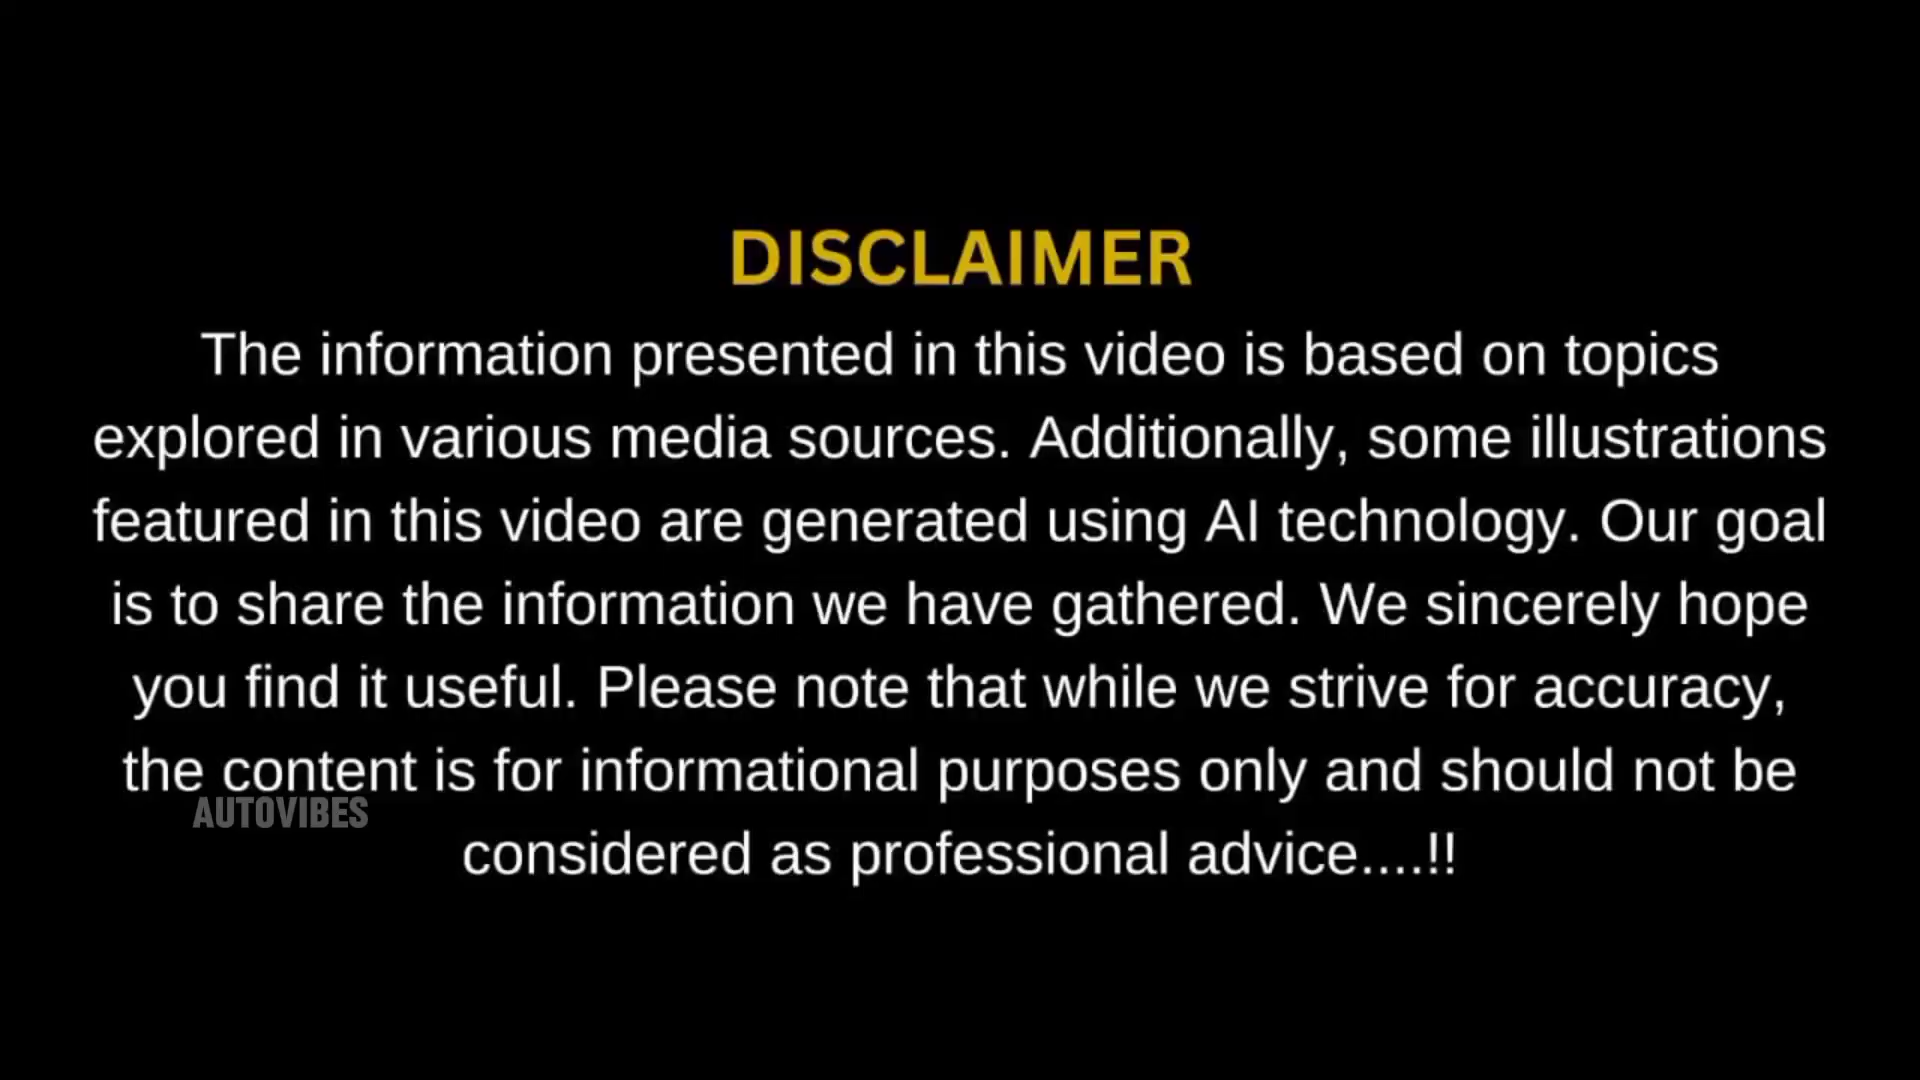 DISCLAIMER
The information presented in this video is based on topics
explored in various media sources. Additionally, some illustrations
featured in this video are generated using AI technology. Our goal
is to share the information we have gathered. We sincerely hope
you find it useful. Please note that while we strive for accuracy,
the content is for informational purposes only and should not be
AUTOVIBES
considered as professional advice....!!